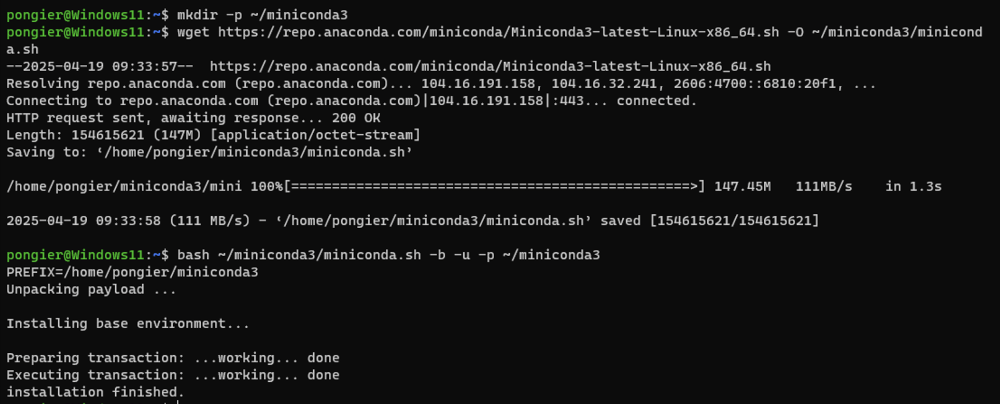 pongier@Windows11:~$ mkdir -p ~/miniconda3
pongier@Windows11:~$ wget https://repo.anaconda.com/miniconda/Miniconda3-latest-Linux-x86_64.sh -O ~/miniconda3/minicond
a.sh
--2025-04-19 09:33:57--  https://repo.anaconda.com/miniconda/Miniconda3-latest-Linux-x86_64.sh
Resolving repo.anaconda.com (repo.anaconda.com)... 104.16.191.158, 104.16.32.241, 2606:4700::6810:20f1, ...
Connecting to repo.anaconda.com (repo.anaconda.com)|104.16.191.158|:443... connected.
HTTP request sent, awaiting response... 200 OK
Length: 154615621 (147M) [application/octet-stream]
Saving to: ‘/home/pongier/miniconda3/miniconda.sh’
/home/pongier/miniconda3/mini 100%[=================================================>] 147.45M   111MB/s    in 1.3s
2025-04-19 09:33:58 (111 MB/s) - ‘/home/pongier/miniconda3/miniconda.sh’ saved [154615621/154615621]
pongier@Windows11:~$ bash ~/miniconda3/miniconda.sh -b -u -p ~/miniconda3
PREFIX=/home/pongier/miniconda3
Unpacking payload ...
Installing base environment...
Preparing transaction: ...working... done
Executing transaction: ...working... done
installation finished.